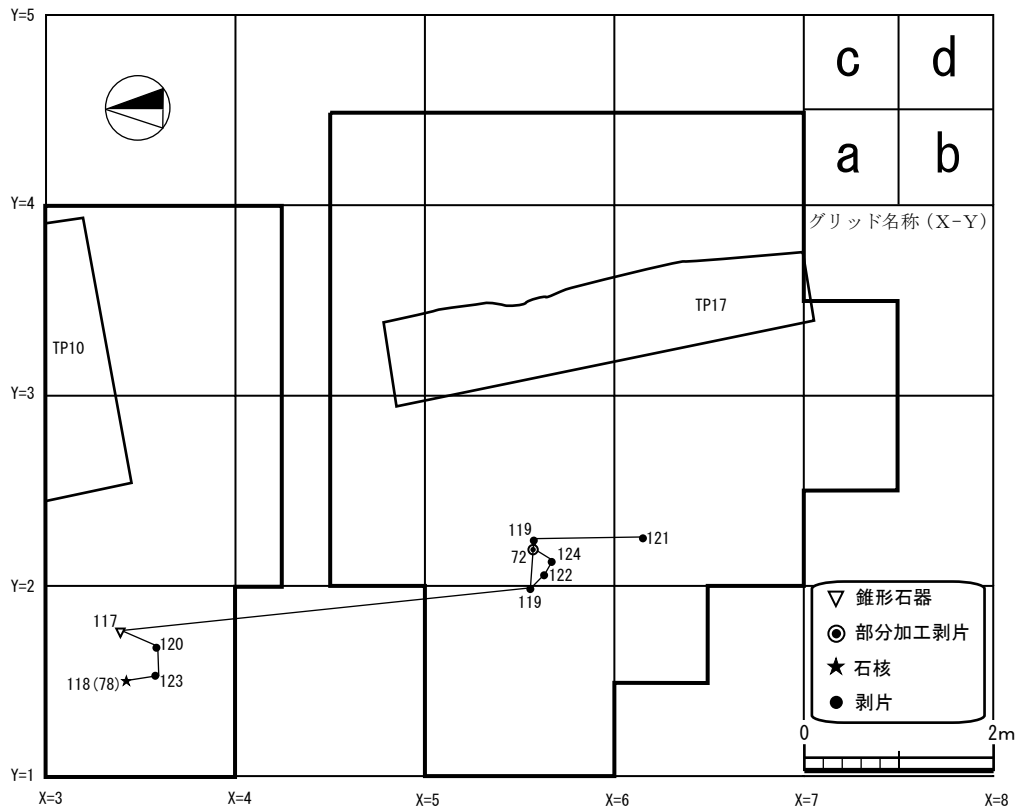 Y=5
c d
a b
Y=4
グリッド名称(X-Y)
TP17
TP10
Y=3
119
121
72
124
122
Y=2
119
117
120
118(78)
123
錐形石器
部分加工剥片
石核
剥片
0 2m
Y=1
X=3 X=4 X=5 X=6 X=7 X=8